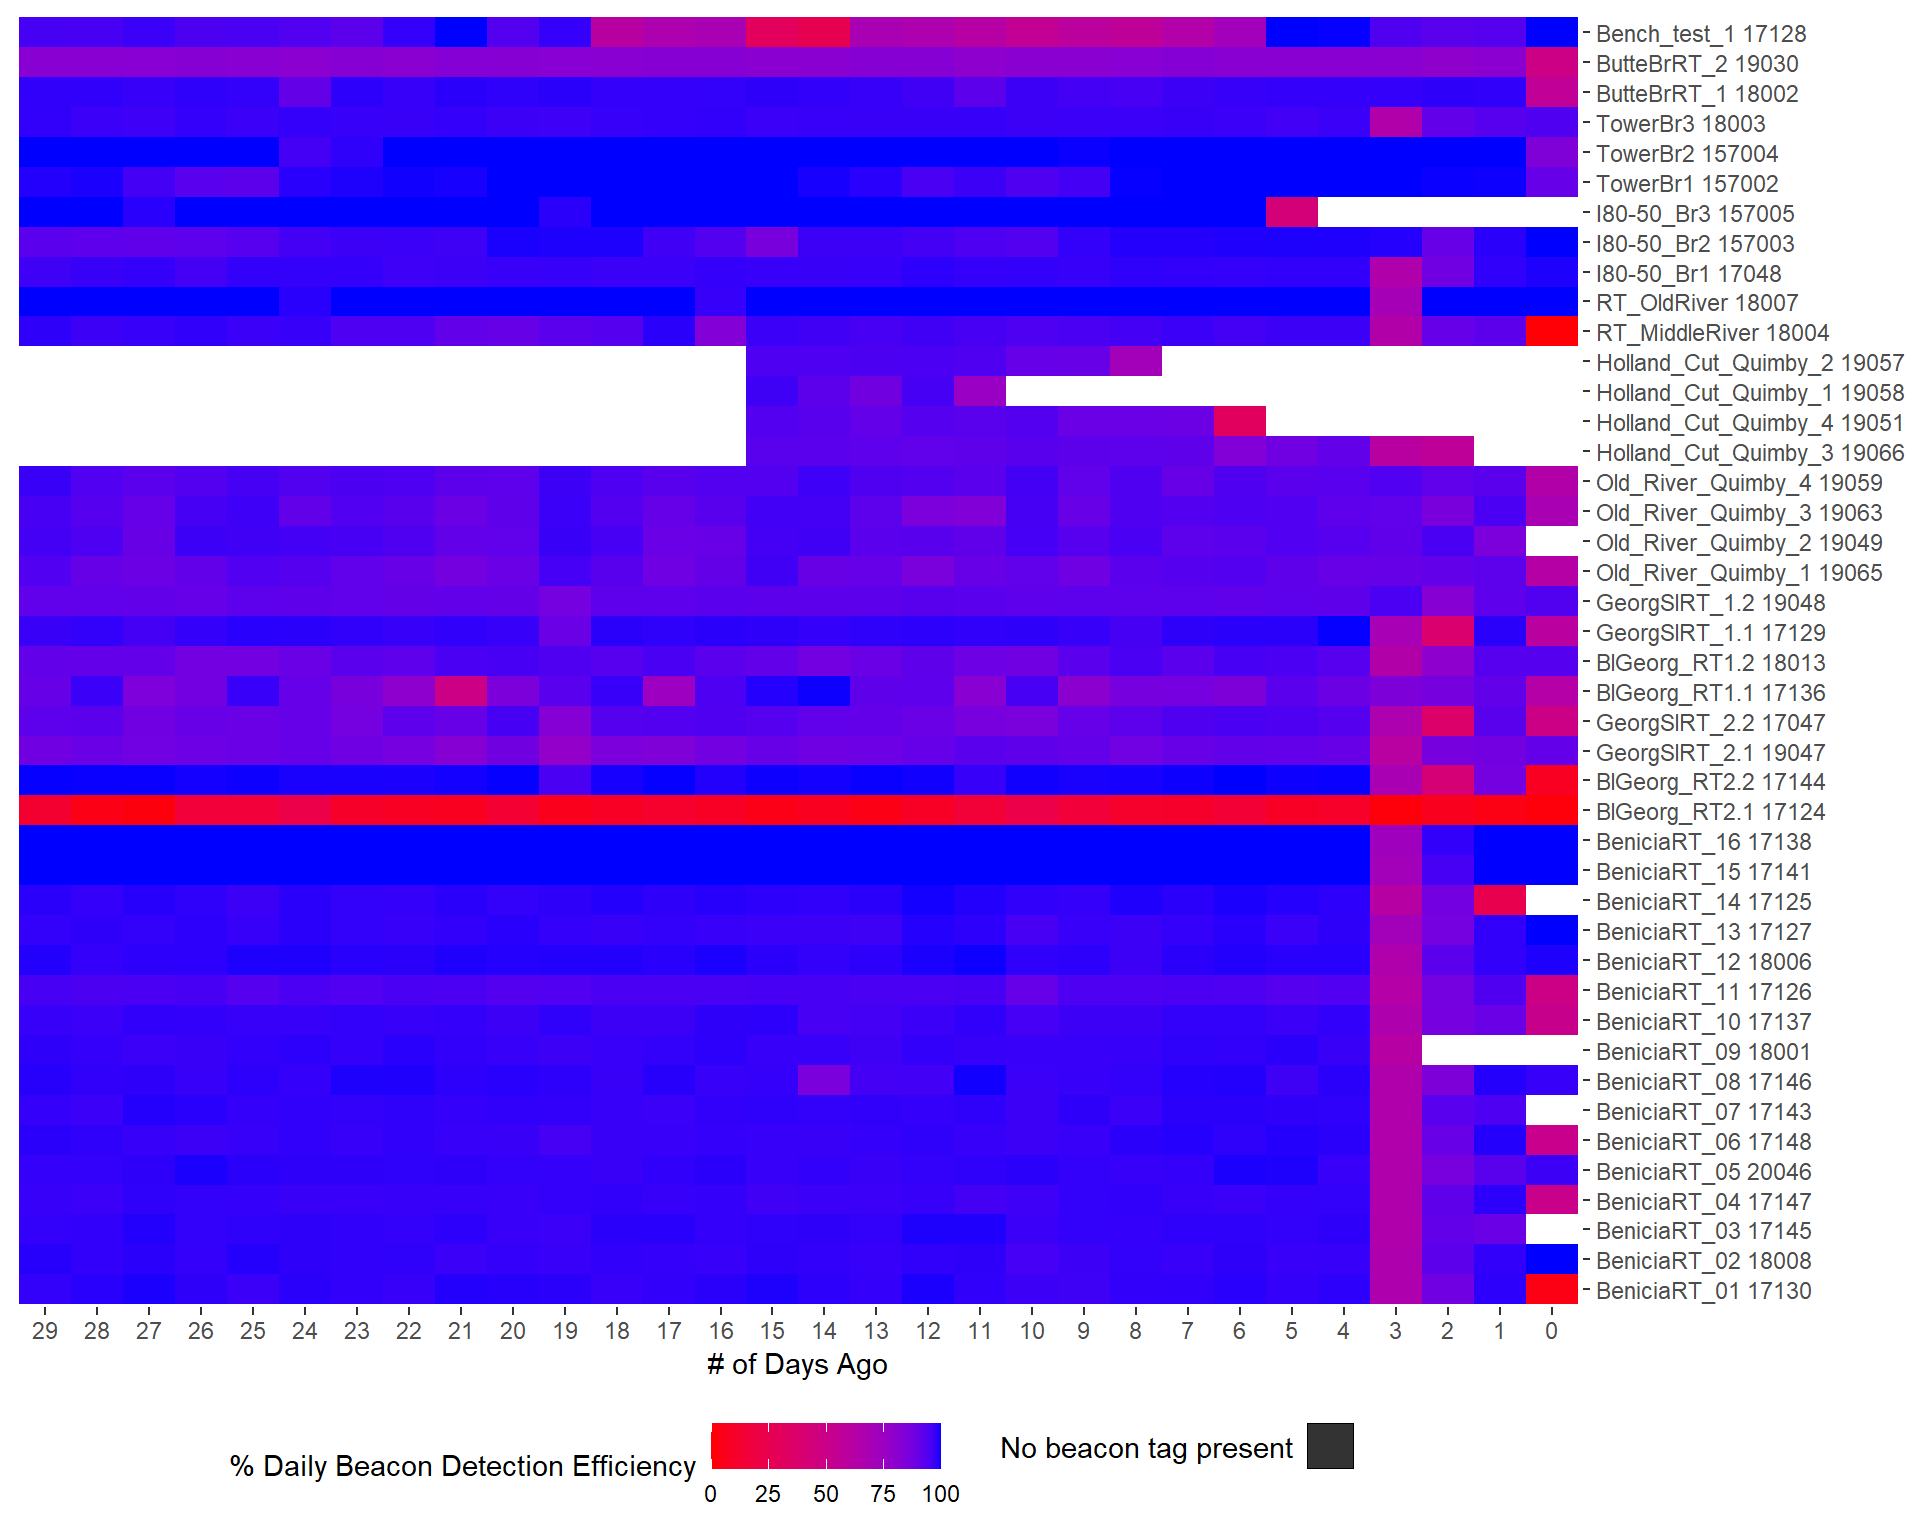 Bench_test_1 17128
ButteBrRT_2 19030
ButteBrRT_1 18002
TowerBr3 18003
TowerBr2 157004
TowerBr1 157002
I80-50_Br3 157005
I80-50_Br2 157003
I80-50_Br1 17048
RT_OldRiver 18007
RT_MiddleRiver 18004
Holland_Cut_Quimby_2 19057
Holland_Cut_Quimby_1 19058
Holland_Cut_Quimby_4 19051
Holland_Cut_Quimby_3 19066
Old_River_Quimby_4 19059
Old_River_Quimby_3 19063
Old_River_Quimby_2 19049
Old_River_Quimby_1 19065
GeorgSlRT_1.2 19048
GeorgSlRT_1.1 17129
BlGeorg_RT1.2 18013
BlGeorg_RT1.1 17136
GeorgSlRT_2.2 17047
GeorgSlRT_2.1 19047
BlGeorg_RT2.2 17144
BlGeorg_RT2.1 17124
BeniciaRT_16 17138
BeniciaRT_15 17141
BeniciaRT_14 17125
BeniciaRT_13 17127
BeniciaRT_12 18006
BeniciaRT_11 17126
BeniciaRT_10 17137
BeniciaRT_09 18001
BeniciaRT_08 17146
BeniciaRT_07 17143
BeniciaRT_06 17148
BeniciaRT_05 20046
BeniciaRT_04 17147
BeniciaRT_03 17145
BeniciaRT_02 18008
BeniciaRT_01 17130
29 28 27 26 25 24 23 22 21 20 19 18 17 16 15 14 13 12 11 10 9 8 7 6 5 4 3 2 1 0
# of Days Ago
% Daily Beacon Detection Efficiency
0 25 50 75 100
No beacon tag present